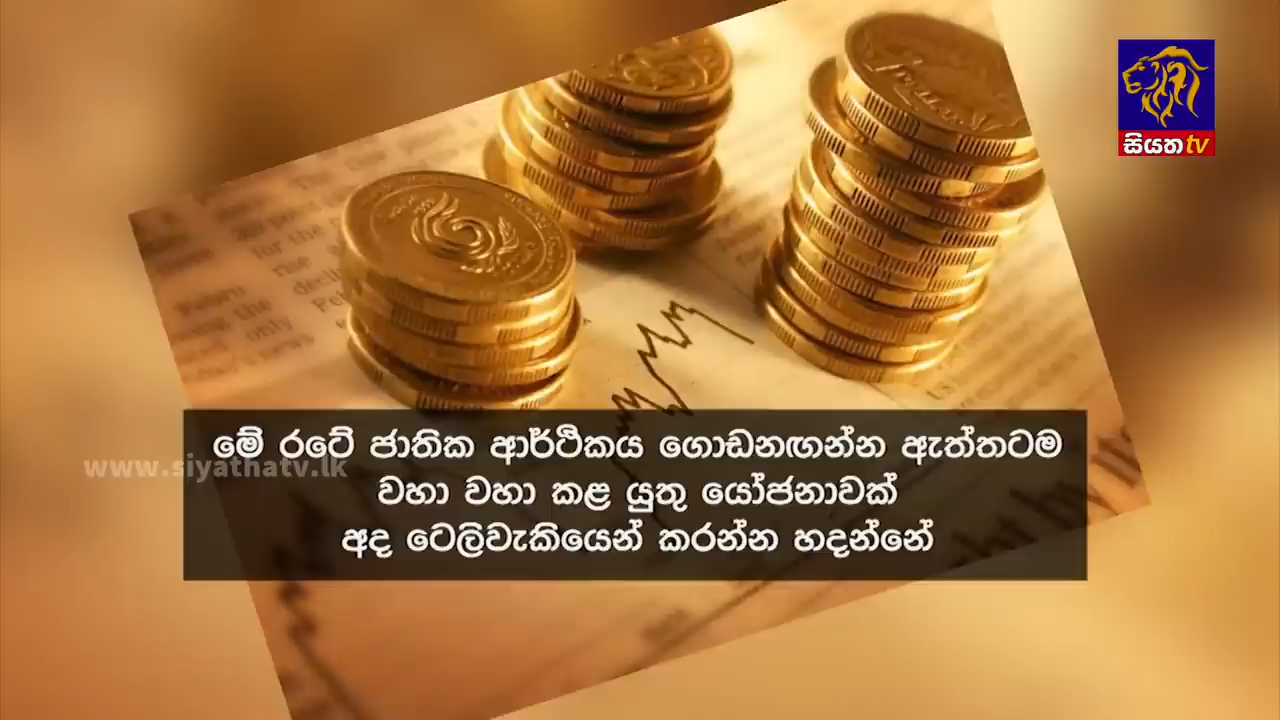 සියත tv
මේ රටේ ජාතික ආර්ථිකය ගොඩනඟන්න ඇත්තටම
www.siyathatv.lk
වහා වහා කළ යුතු යෝජනාවක්
අද ටෙලිවැකියෙන් කරන්න හදන්නේ